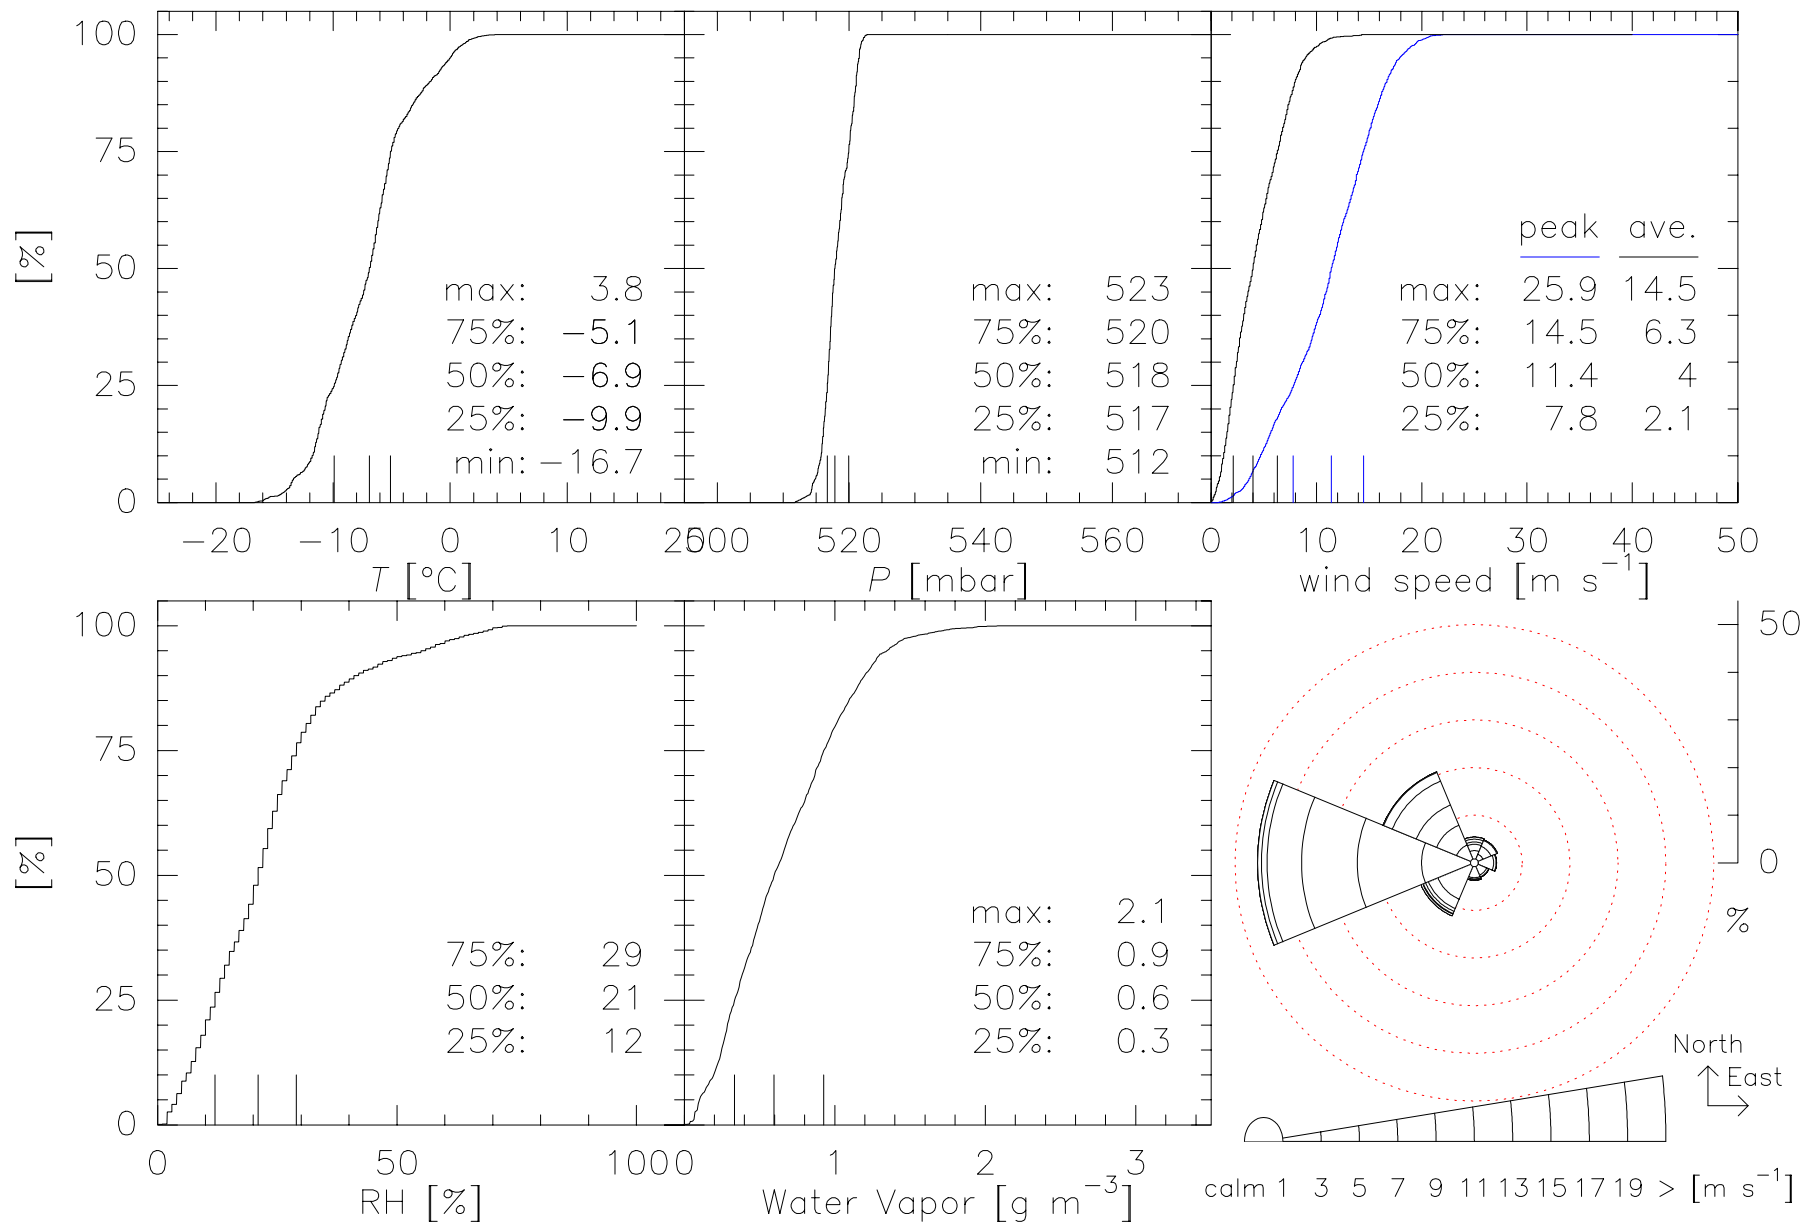 100
75
50
25
0
[%]
max: 3.8
75%: −5.1
50%: −6.9
25%: −9.9
min: −16.7
−20 −10 0 10 20
T [°C]
max: 523
75%: 520
50%: 518
25%: 517
min: 512
500 520 540 560
P [mbar]
peak ave.
max: 25.9 14.5
75%: 14.5 6.3
50%: 11.4 4
25%: 7.8 2.1
0 10 20 30 40 50
wind speed [m s−1]
100
75
50
25
0
[%]
75%: 29
50%: 21
25%: 12
0 50 100
RH [%]
max: 2.1
75%: 0.9
50%: 0.6
25%: 0.3
0 1 2 3
Water Vapor [g m−3]
50
0
%
North
East
calm 1 3 5 7 9 11 13 15 17 19 > [m s−1]